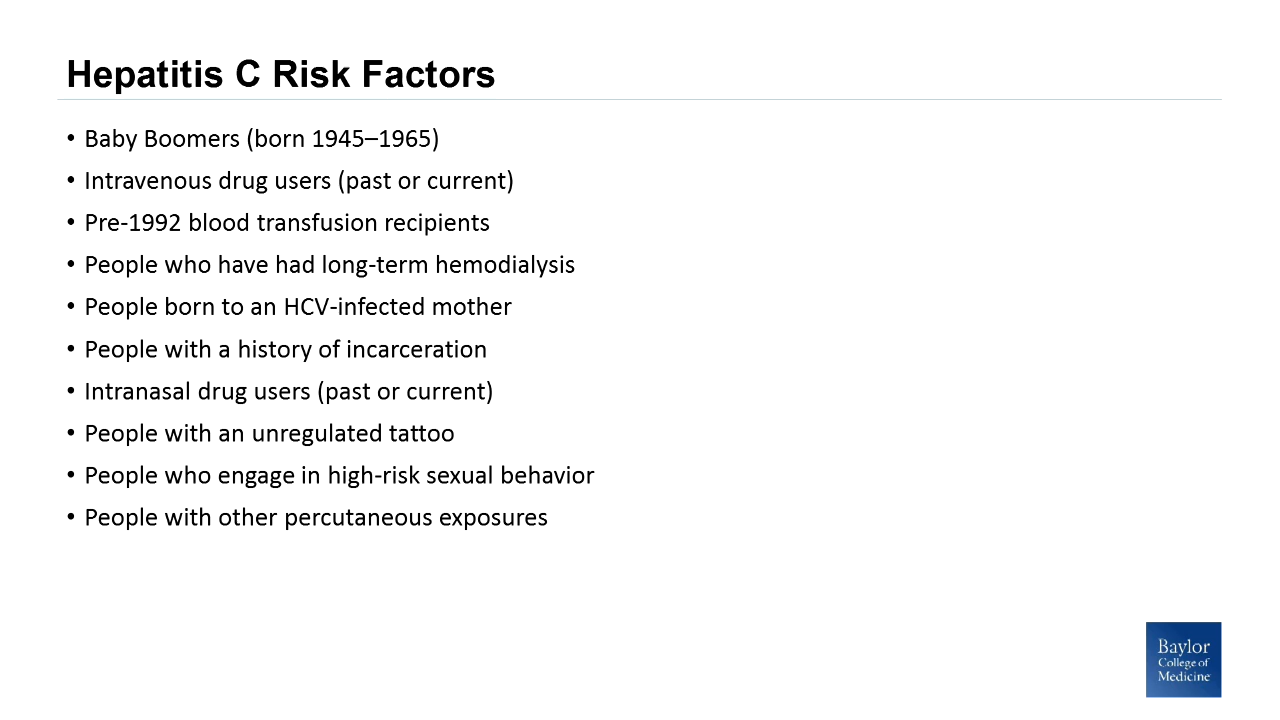 Hepatitis C Risk Factors
• Baby Boomers (born 1945–1965)
• Intravenous drug users (past or current)
• Pre-1992 blood transfusion recipients
• People who have had long-term hemodialysis
• People born to an HCV-infected mother
• People with a history of incarceration
• Intranasal drug users (past or current)
• People with an unregulated tattoo
• People who engage in high-risk sexual behavior
• People with other percutaneous exposures
Baylor
College of
Medicine